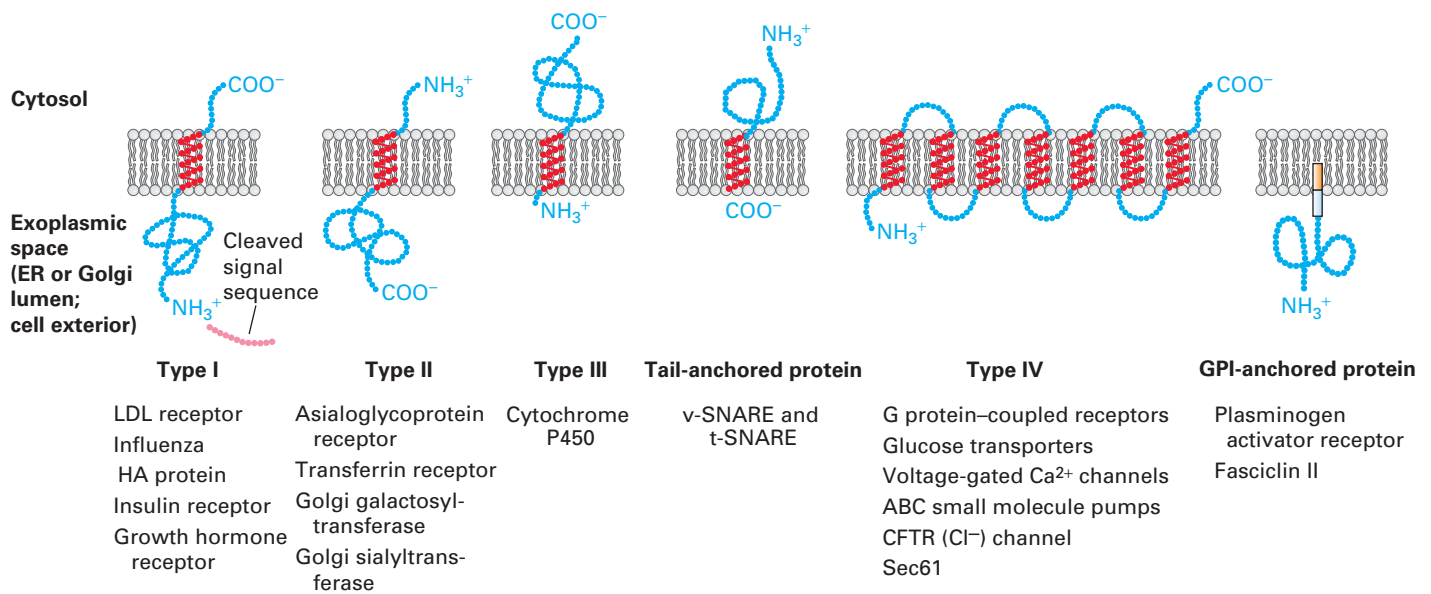 COO⁻
NH₃⁺
COO⁻
NH₃⁺
COO⁻
Cytosol
Exoplasmic
space
(ER or Golgi
lumen;
cell exterior)
Cleaved
signal
sequence
NH₃⁺
COO⁻
NH₃⁺
COO⁻
NH₃⁺
NH₃⁺
Type I
Type II
Type III
Tail-anchored protein
Type IV
GPI-anchored protein
LDL receptor
Influenza
HA protein
Insulin receptor
Growth hormone
receptor
Asialoglycoprotein
receptor
Transferrin receptor
Golgi galactosyl-
transferase
Golgi sialyltrans-
ferase
Cytochrome
P450
v-SNARE and
t-SNARE
G protein–coupled receptors
Glucose transporters
Voltage-gated Ca²⁺ channels
ABC small molecule pumps
CFTR (Cl⁻) channel
Sec61
Plasminogen
activator receptor
Fasciclin II